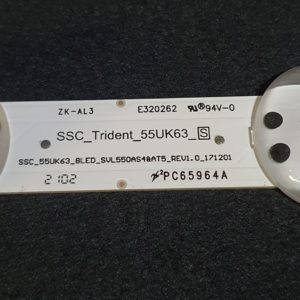 ZK-AL3 E320262 ®94V-0
SSC_Trident_55UK63_S
SSC_55UK63_8LED_SVL550AS48AT5_REV1.0_171201
2102 PC65964A